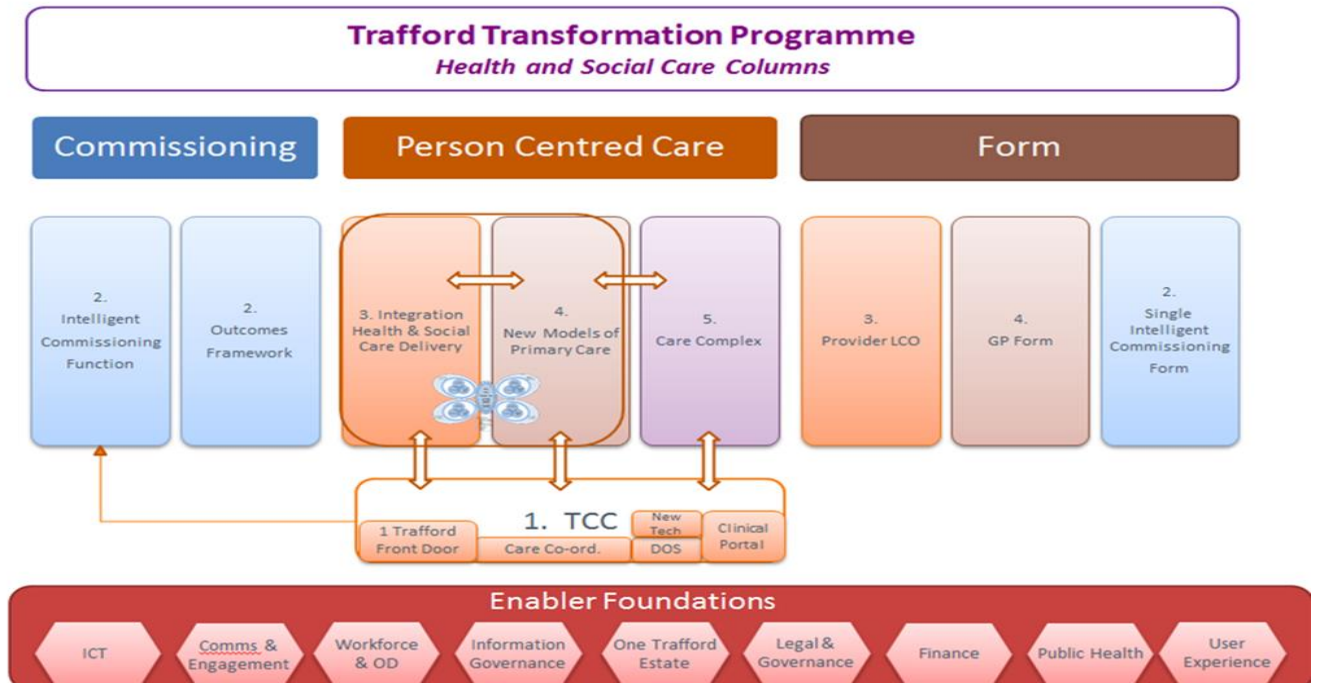 Trafford Transformation Programme
Health and Social Care Columns
Commissioning
Person Centred Care
Form
2.
Intelligent
Commissioning
Function
2.
Outcomes
Framework
3. Integration
Health & Social
Care Delivery
4.
New Models of
Primary Care
5.
Care Complex
3.
Provider LCO
4.
GP Form
2.
Single
Intelligent
Commissioning
Form
1. TCC
1 Trafford
Front Door
Care Co-ord.
New
Tech
DOS
Clinical
Portal
Enabler Foundations
ICT
Comms &
Engagement
Workforce
& OD
Information
Governance
One Trafford
Estate
Legal &
Governance
Finance
Public Health
User
Experience